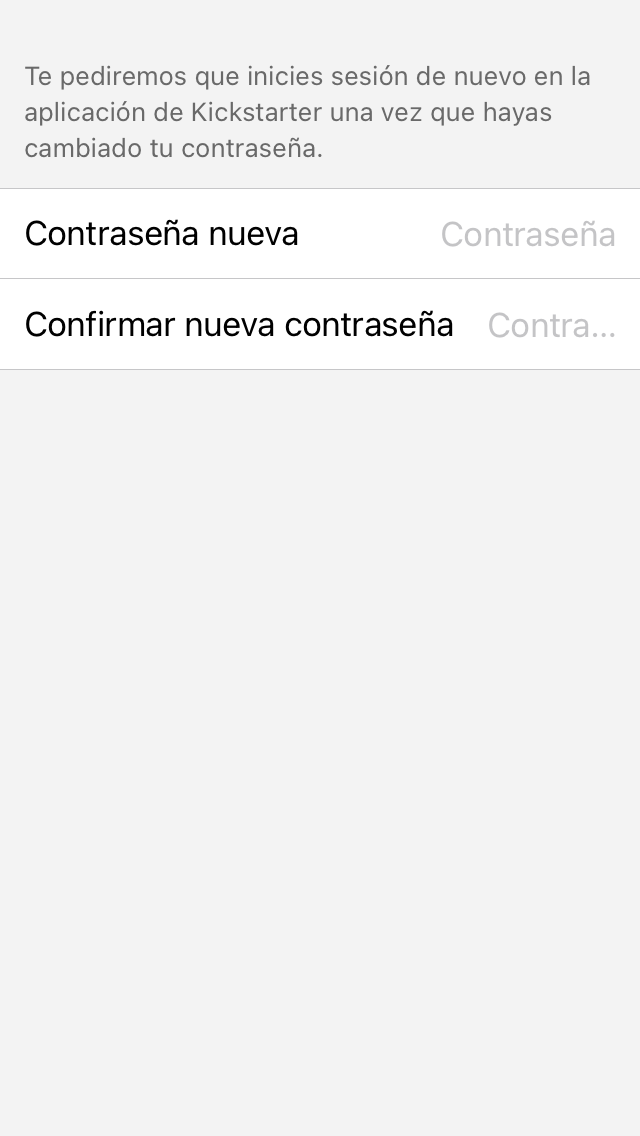 Te pediremos que inicies sesión de nuevo en la
aplicación de Kickstarter una vez que hayas
cambiado tu contraseña.
Contraseña nueva Contraseña
Confirmar nueva contraseña Contra...